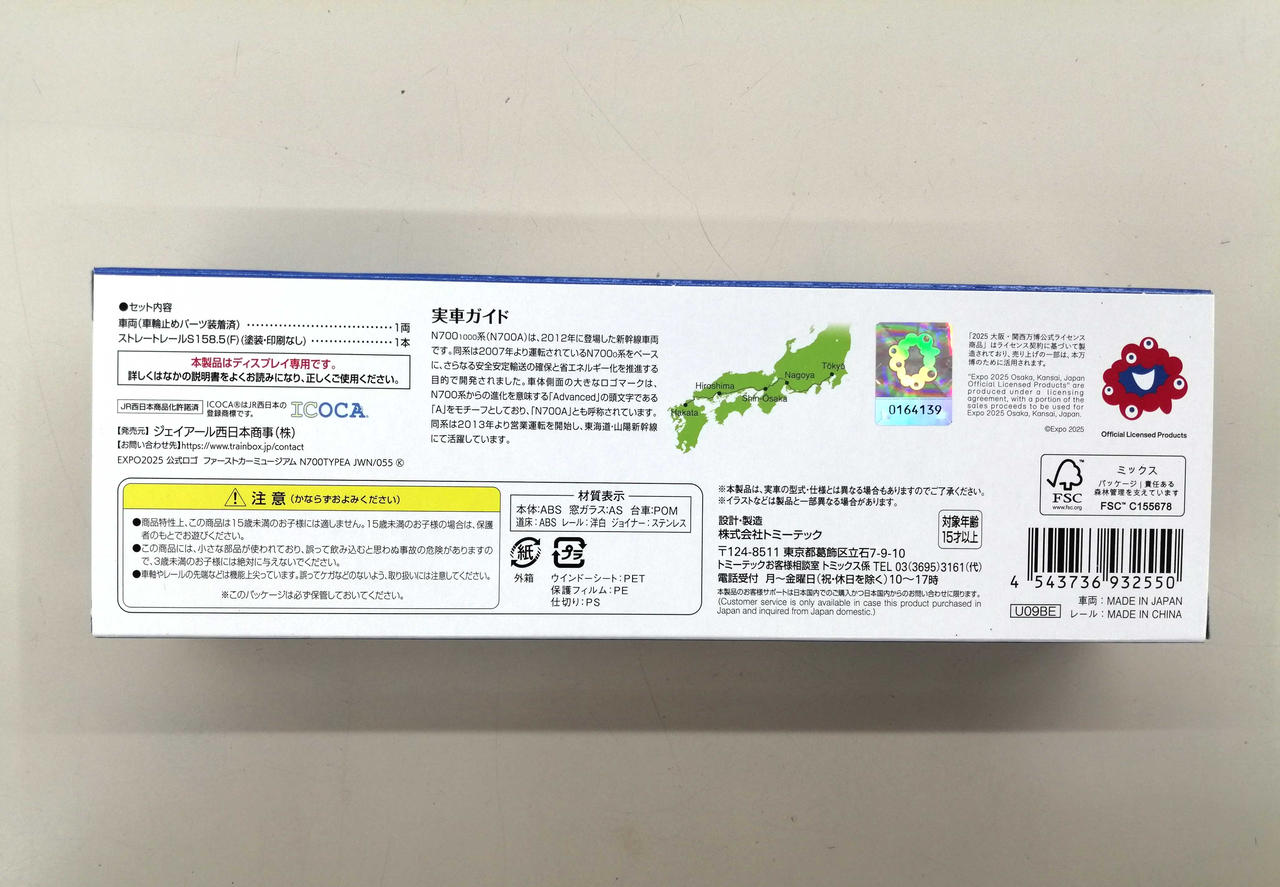 ●セット内容
車両(車輪止めパーツ装着済) ・・・・・・・・・・・・・・・・・・・・・・・・・・・・・・1両
ストレートレールS158.5(F)(塗装・印刷なし) ・・・・・・・・・・・・・・・・・・1本
本製品はディスプレイ専用です。
詳しくはなかの説明書をよくお読みになり、正しくご使用ください。
JR西日本商品化許諾済
ICOCA®はJR西日本の
登録商標です。
ICOCA®
【発売元】ジェイアール西日本商事(株)
【お問い合わせ先】https://www.trainbox.jp/contact
EXPO2025 公式ロゴ ファーストカーミュージアム N700TYPEA JWN/055 Ⓚ
実車ガイド
N7001000系(N700A)は、2012年に登場した新幹線車両
です。同系は2007年より運転されているN7000系をベース
に、さらなる安全安定輸送の確保と省エネルギー化を推進する
目的で開発されました。車体側面の大きなロゴマークは、
N700系からの進化を意味する「Advanced」の頭文字である
「A」をモチーフとしており、「N700A」とも呼称されています。
同系は2013年より営業運転を開始し、東海道・山陽新幹線
にて活躍しています。
Hakata
Hiroshima
Shin-Osaka
Nagoya
Tōkyō
0164139
「2025 大阪・関西万博公式ライセンス
商品」はライセンス契約に基づいて製
造されており、売り上げの一部は、本万
博のために活用されます。
"Expo 2025 Osaka, Kansai, Japan
Official Licensed Products" are
produced under a licensing
agreement, with a portion of the
sales proceeds to be used for
Expo 2025 Osaka, Kansai, Japan.
©Expo 2025
Official Licensed Products
⚠注意(かならずおよみください)
●商品特性上、この商品は15歳未満のお子様には適しません。15歳未満のお子様の場合は、保護
者のもとでお遊びください。
●この商品には、小さな部品が使われており、誤って飲み込むと思わぬ事故の危険がありますの
で、3歳未満のお子様には絶対に与えないでください。
●車輪やレールの先端などは機能上尖っています。誤ってケガなどのないよう、取り扱いには注意してください。
※このパッケージは必ず保管しておいてください。
材質表示
本体:ABS 窓ガラス:AS 台車:POM
道床:ABS レール:洋白 ジョイナー:ステンレス
紙
外箱
プラ
ウインドーシート:PET
保護フィルム:PE
仕切り:PS
※本製品は、実車の型式・仕様とは異なる場合もありますのでご了承ください。
※イラストなどは製品と一部異なる場合があります。
設計・製造
株式会社トミーテック
対象年齢
15才以上
〒124-8511 東京都葛飾区立石7-9-10
トミーテックお客様相談室 トミックス係 TEL 03(3695)3161(代)
電話受付 月〜金曜日(祝・休日を除く)10〜17時
本製品のお客様サポートは日本国内でのご購入かつ日本国内からのお問い合わせに限ります。
(Customer service is only available in case this product purchased in
Japan and inquired from Japan domestic.)
FSC
www.fsc.org
ミックス
パッケージ|責任ある
森林管理を支えています
FSC™ C155678
4 543736 932550
U09BE
車両:MADE IN JAPAN
レール:MADE IN CHINA